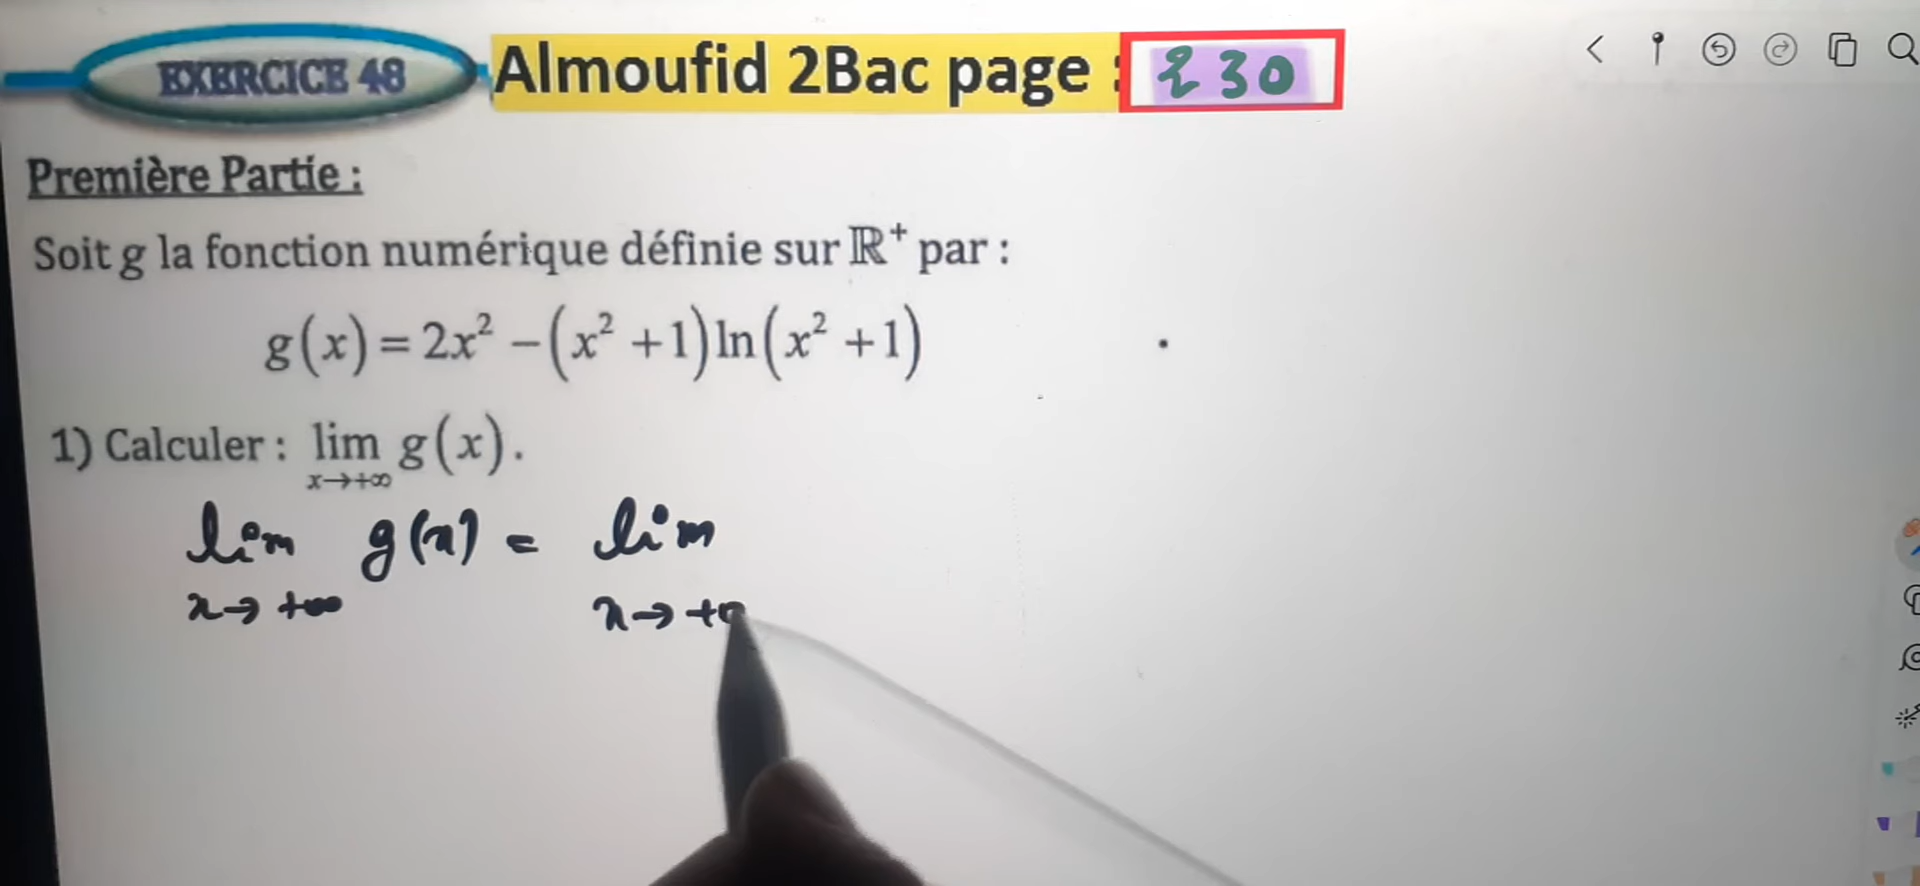 EXERCICE 48
Almoufid 2Bac page : 230
Première Partie :
Soit g la fonction numérique définie sur ℝ⁺ par :
g(x) = 2x² − (x² + 1) ln(x² + 1)
1) Calculer : lim g(x).
x→+∞
lim g(x) = lim
x→+∞ x→+∞